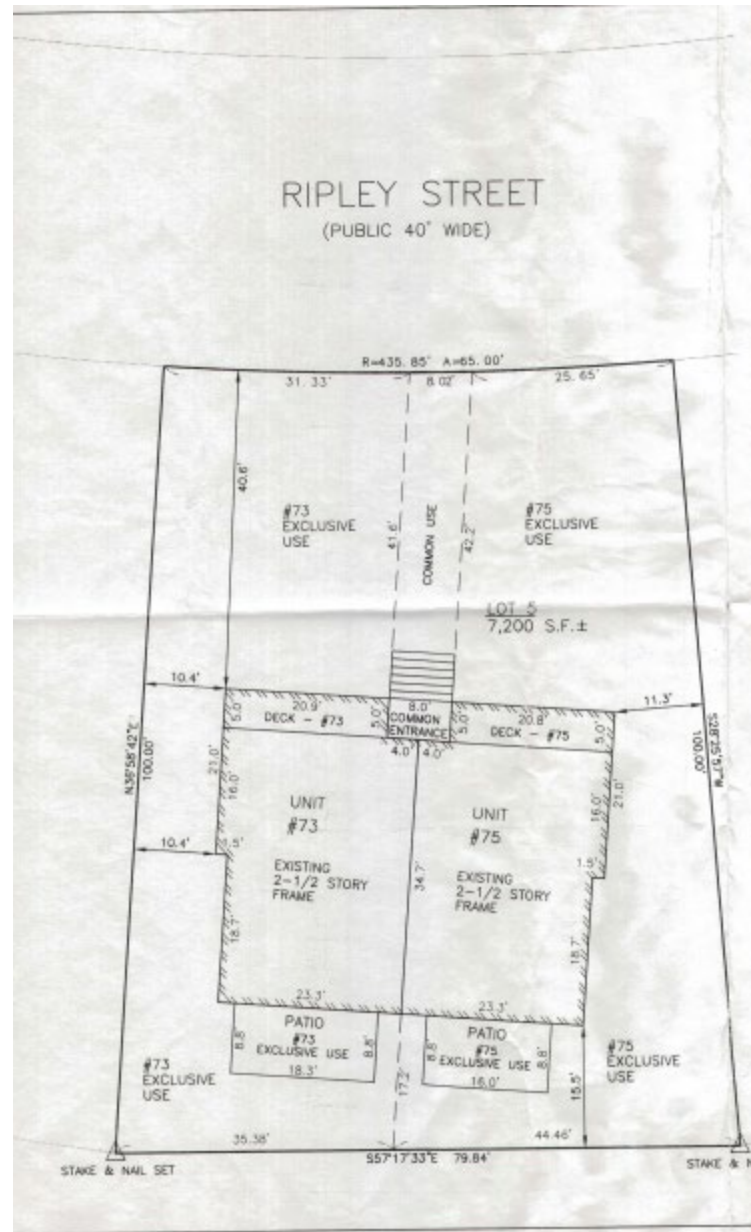 RIPLEY STREET
(PUBLIC 40" WIDE)
R=435.85' A=65.00'
31.33'
8.02'
25.65'
40.6'
#73
EXCLUSIVE
USE
41.6'
COMMON USE
42.2'
#75
EXCLUSIVE
USE
LOT 5
7,200 S.F.±
10.4'
11.3'
5.0'
20.9'
DECK - #73
5.0'
8.0'
COMMON
ENTRANCE
5.0'
20.8'
DECK - #75
5.0'
4.0'
4.0'
100.00'
21.0'
16.0'
UNIT
#73
UNIT
#75
16.0'
21.0'
S28°25'57"W
100.00'
10.4'
1.5'
EXISTING
2-1/2 STORY
FRAME
34.7'
EXISTING
2-1/2 STORY
FRAME
1.5'
18.7'
18.7'
23.3'
23.3'
PATIO
#73
EXCLUSIVE USE
8.8'
8.8'
18.3'
PATIO
#75
EXCLUSIVE USE
8.8'
8.8'
16.0'
17.2'
15.5'
#73
EXCLUSIVE
USE
#75
EXCLUSIVE
USE
35.38'
44.46'
S57°17'33"E 79.84'
STAKE & NAIL SET
STAKE & N